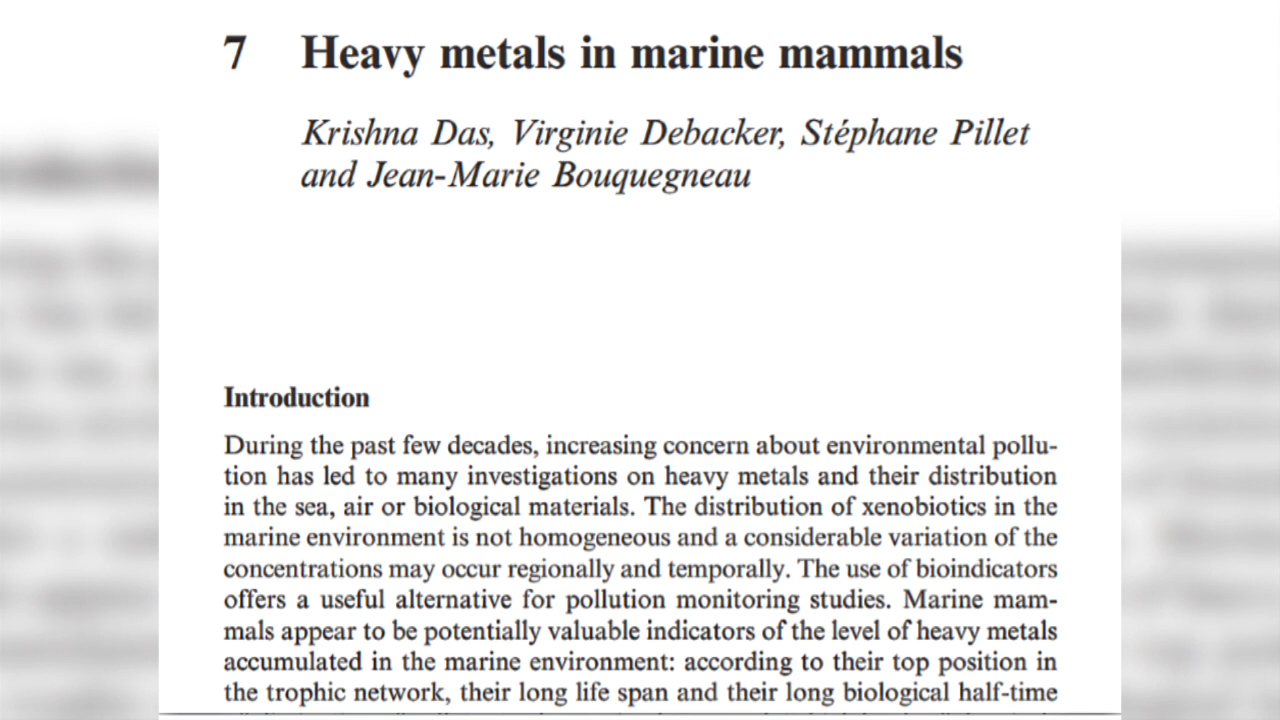 7 Heavy metals in marine mammals
Krishna Das, Virginie Debacker, Stéphane Pillet
and Jean-Marie Bouquegneau
Introduction
During the past few decades, increasing concern about environmental pollu-
tion has led to many investigations on heavy metals and their distribution
in the sea, air or biological materials. The distribution of xenobiotics in the
marine environment is not homogeneous and a considerable variation of the
concentrations may occur regionally and temporally. The use of bioindicators
offers a useful alternative for pollution monitoring studies. Marine mam-
mals appear to be potentially valuable indicators of the level of heavy metals
accumulated in the marine environment: according to their top position in
the trophic network, their long life span and their long biological half-time